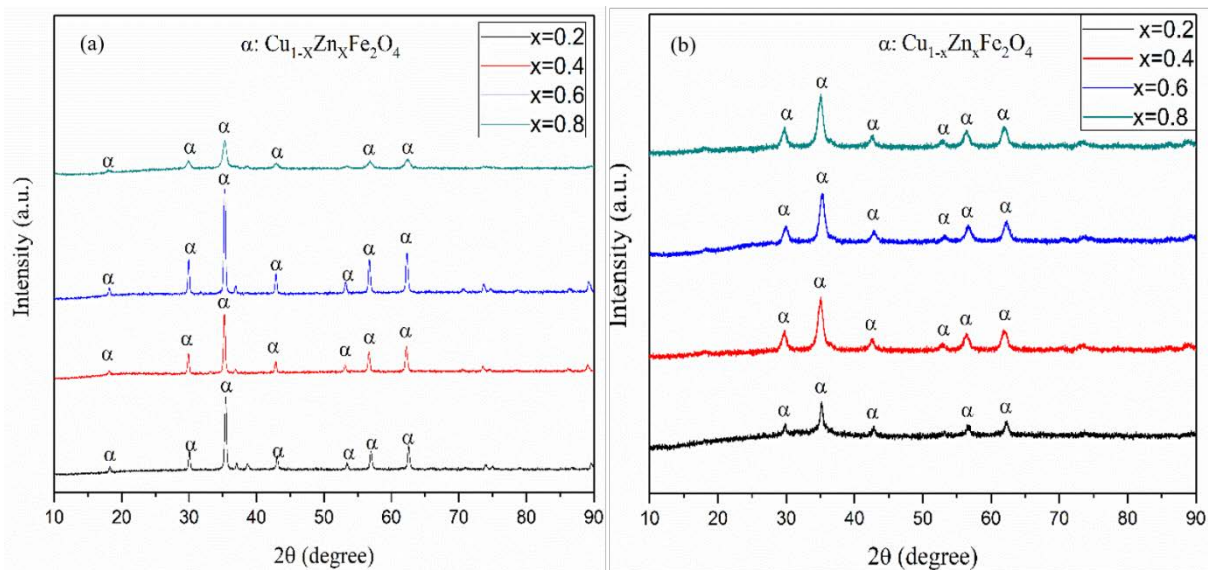 (a)
α: Cu₁₋ₓZnₓFe₂O₄
x=0.2
x=0.4
x=0.6
x=0.8
α α α α α α α
α α α α α α α
α α α α α α α
α α α α α α α
Intensity (a.u.)
10 20 30 40 50 60 70 80 90
2θ (degree)
(b)
α: Cu₁₋ₓZnₓFe₂O₄
x=0.2
x=0.4
x=0.6
x=0.8
α α α α α α
α α α α α α
α α α α α α
α α α α α
Intensity (a.u.)
10 20 30 40 50 60 70 80 90
2θ (degree)